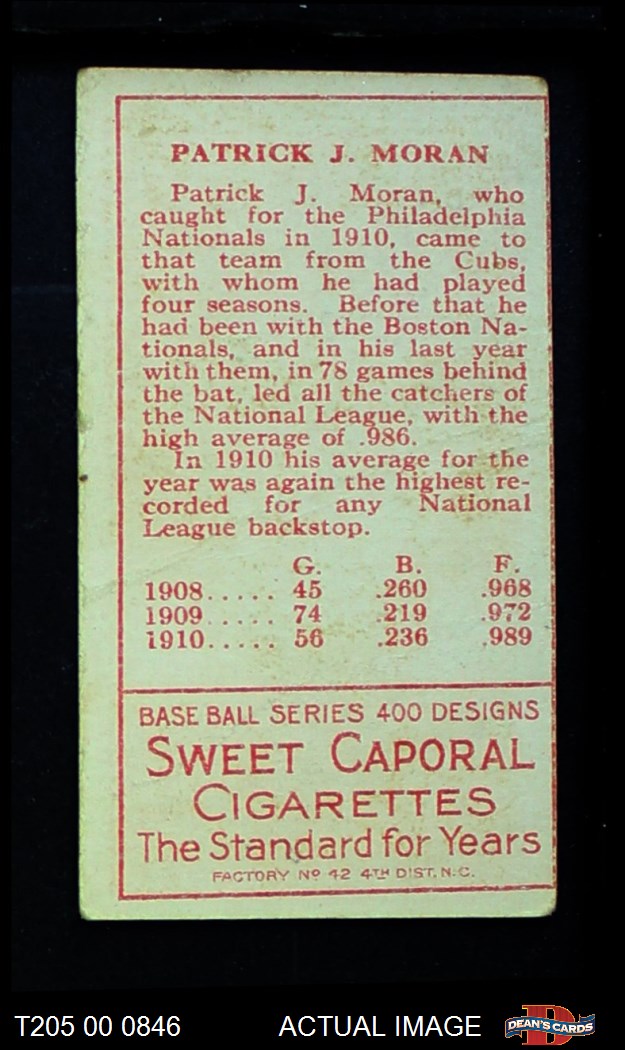 PATRICK J. MORAN
Patrick J. Moran, who
caught for the Philadelphia
Nationals in 1910, came to
that team from the Cubs,
with whom he had played
four seasons. Before that he
had been with the Boston Na-
tionals, and in his last year
with them, in 78 games behind
the bat, led all the catchers of
the National League, with the
high average of .986.
In 1910 his average for the
year was again the highest re-
corded for any National
League backstop.
G. B. F.
1908..... 45 .260 .968
1909..... 74 .219 .972
1910..... 56 .236 .989
BASE BALL SERIES 400 DESIGNS
SWEET CAPORAL
CIGARETTES
The Standard for Years
FACTORY Nº 42 4TH DIST. N.C.
T205 00 0846 ACTUAL IMAGE D DEAN'S CARDS